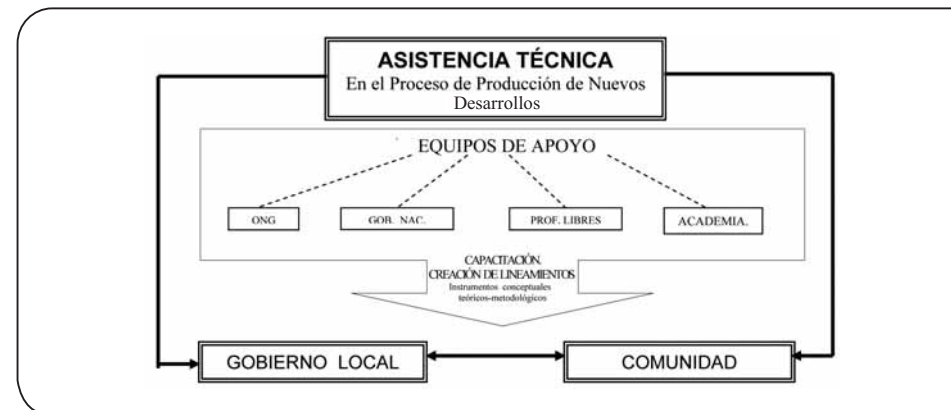 ASISTENCIA TÉCNICA
En el Proceso de Producción de Nuevos
Desarrollos
EQUIPOS DE APOYO
ONG
GOB. NAC.
PROF. LIBRES
ACADEMIA.
CAPACITACIÓN.
CREACIÓN DE LINEAMIENTOS
Instrumentos conceptuales
teóricos-metodológicos
GOBIERNO LOCAL
COMUNIDAD